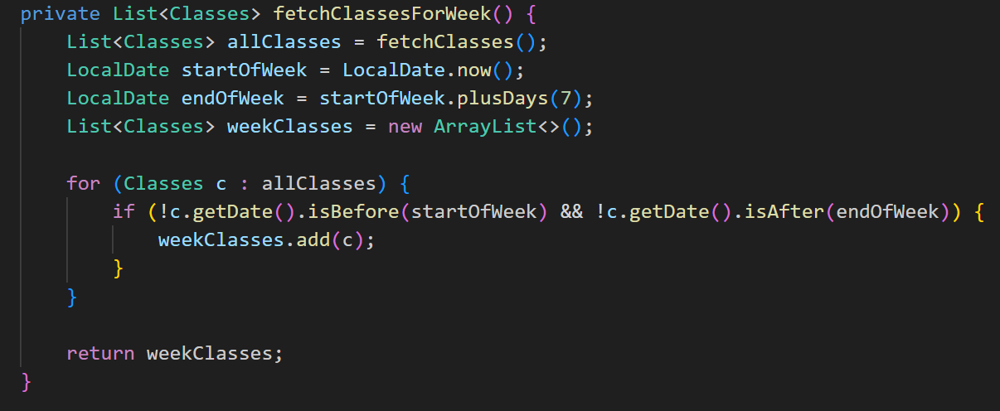 private List<Classes> fetchClassesForWeek() {
    List<Classes> allClasses = fetchClasses();
    LocalDate startOfWeek = LocalDate.now();
    LocalDate endOfWeek = startOfWeek.plusDays(7);
    List<Classes> weekClasses = new ArrayList<>();

    for (Classes c : allClasses) {
        if (!c.getDate().isBefore(startOfWeek) && !c.getDate().isAfter(endOfWeek)) {
            weekClasses.add(c);
        }
    }

    return weekClasses;
}